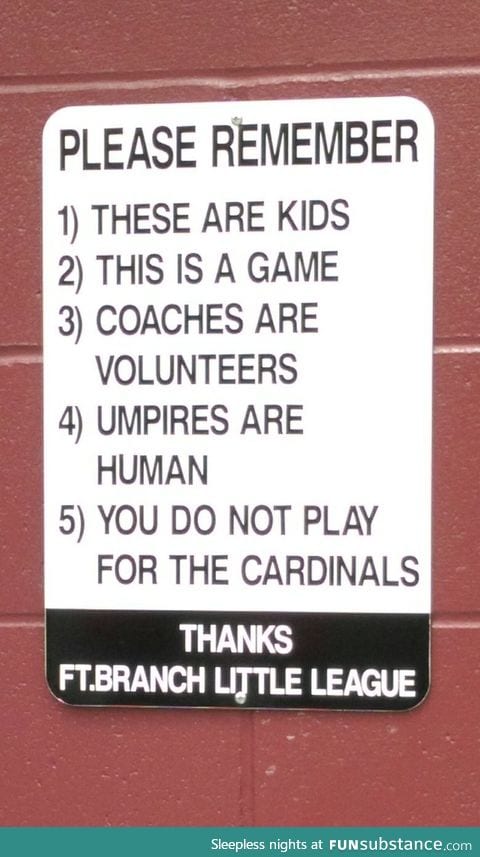 PLEASE REMEMBER
1) THESE ARE KIDS
2) THIS IS A GAME
3) COACHES ARE
VOLUNTEERS
4) UMPIRES ARE
HUMAN
5) YOU DO NOT PLAY
FOR THE CARDINALS
THANKS
FT.BRANCH LITTLE LEAGUE
Sleepless nights at FUNsubstance.com